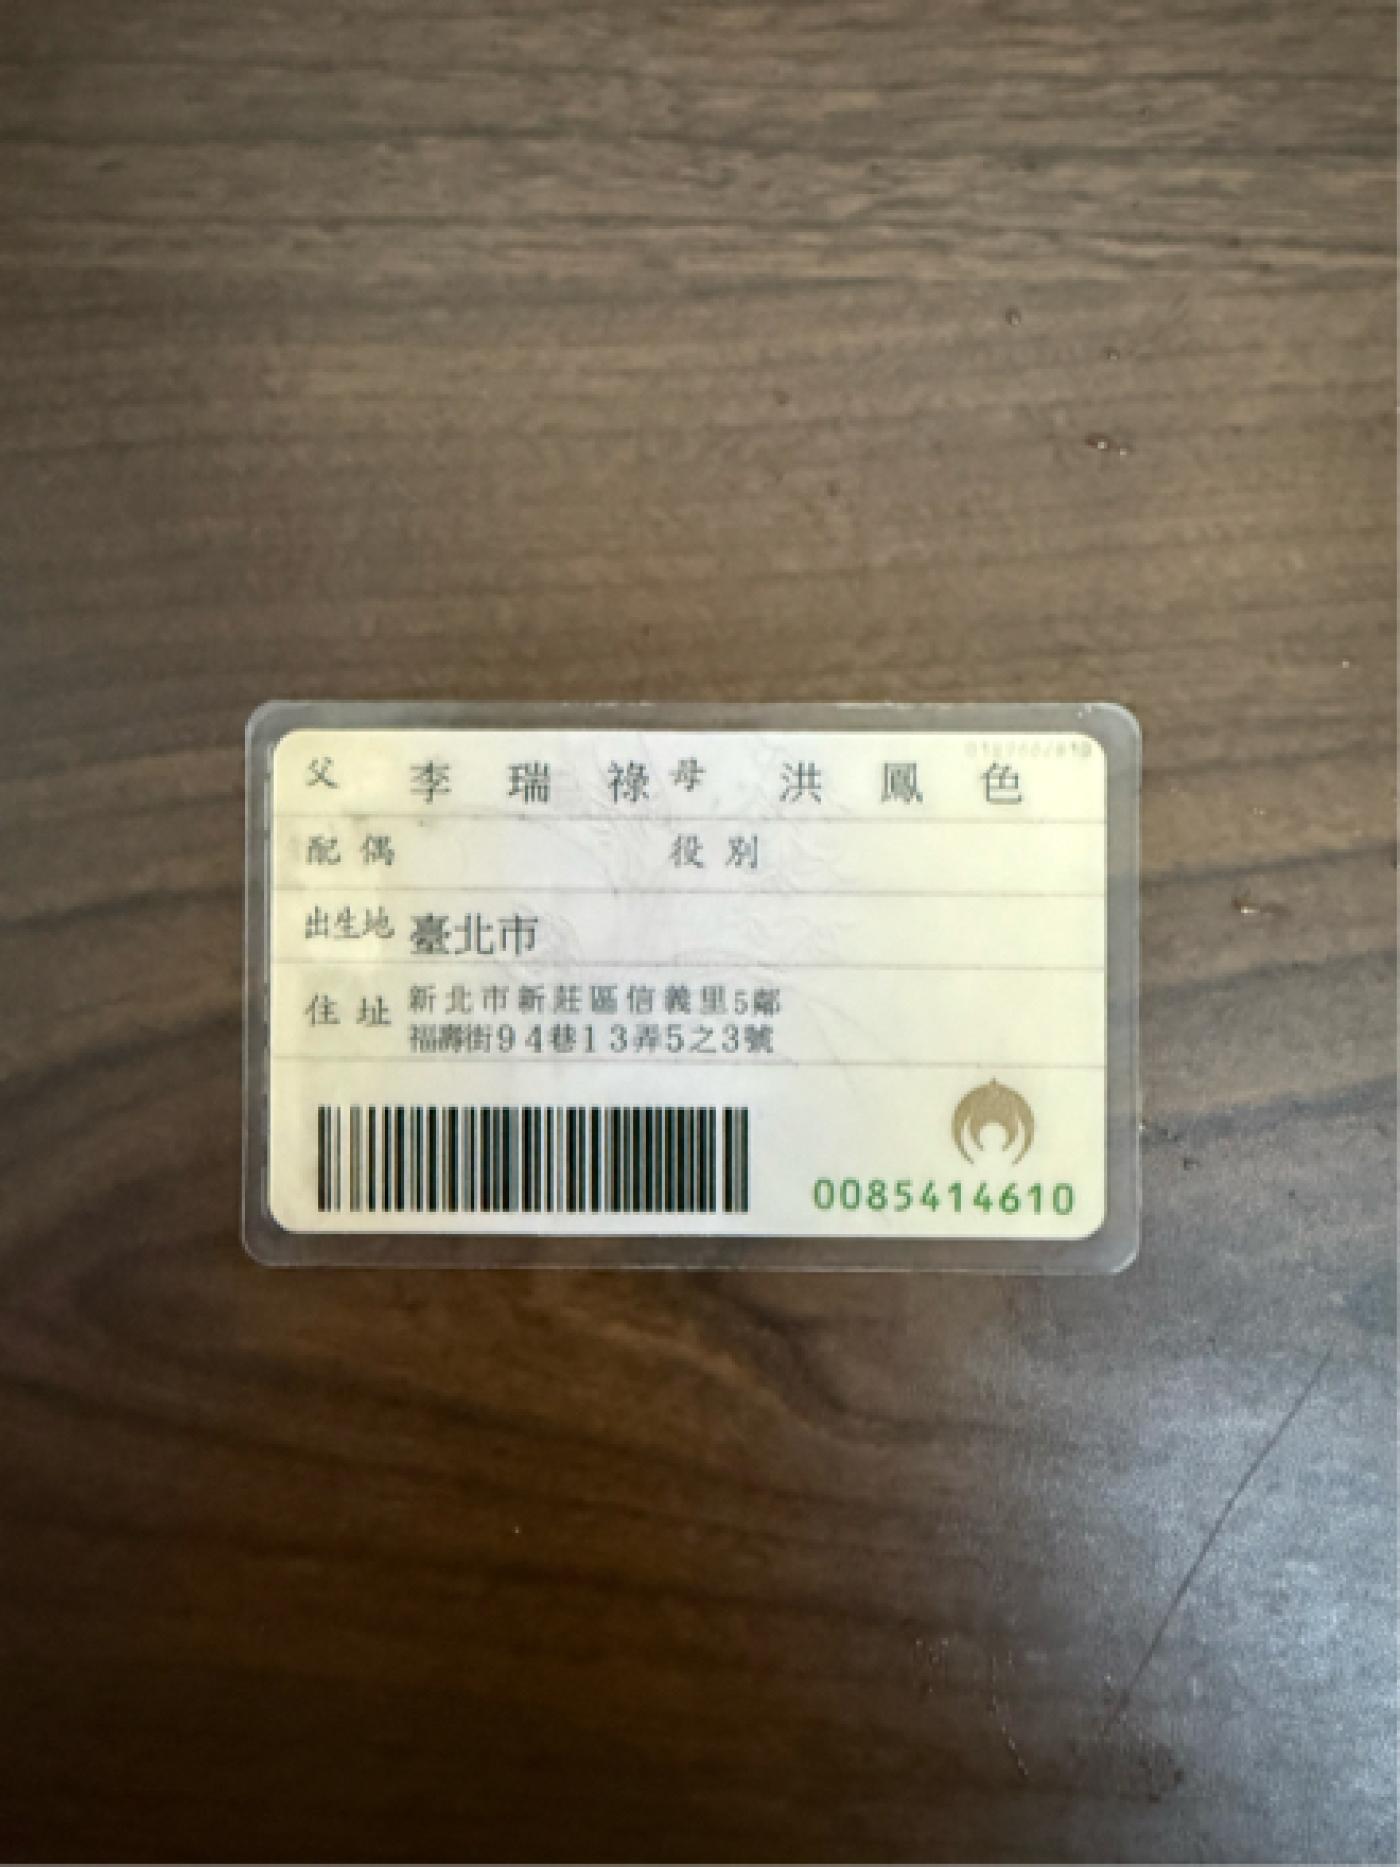 父 李瑞祿 母 洪鳳色
配偶 役別
出生地 臺北市
住址 新北市新莊區信義里5鄰
福壽街94巷13弄5之3號
0085414610